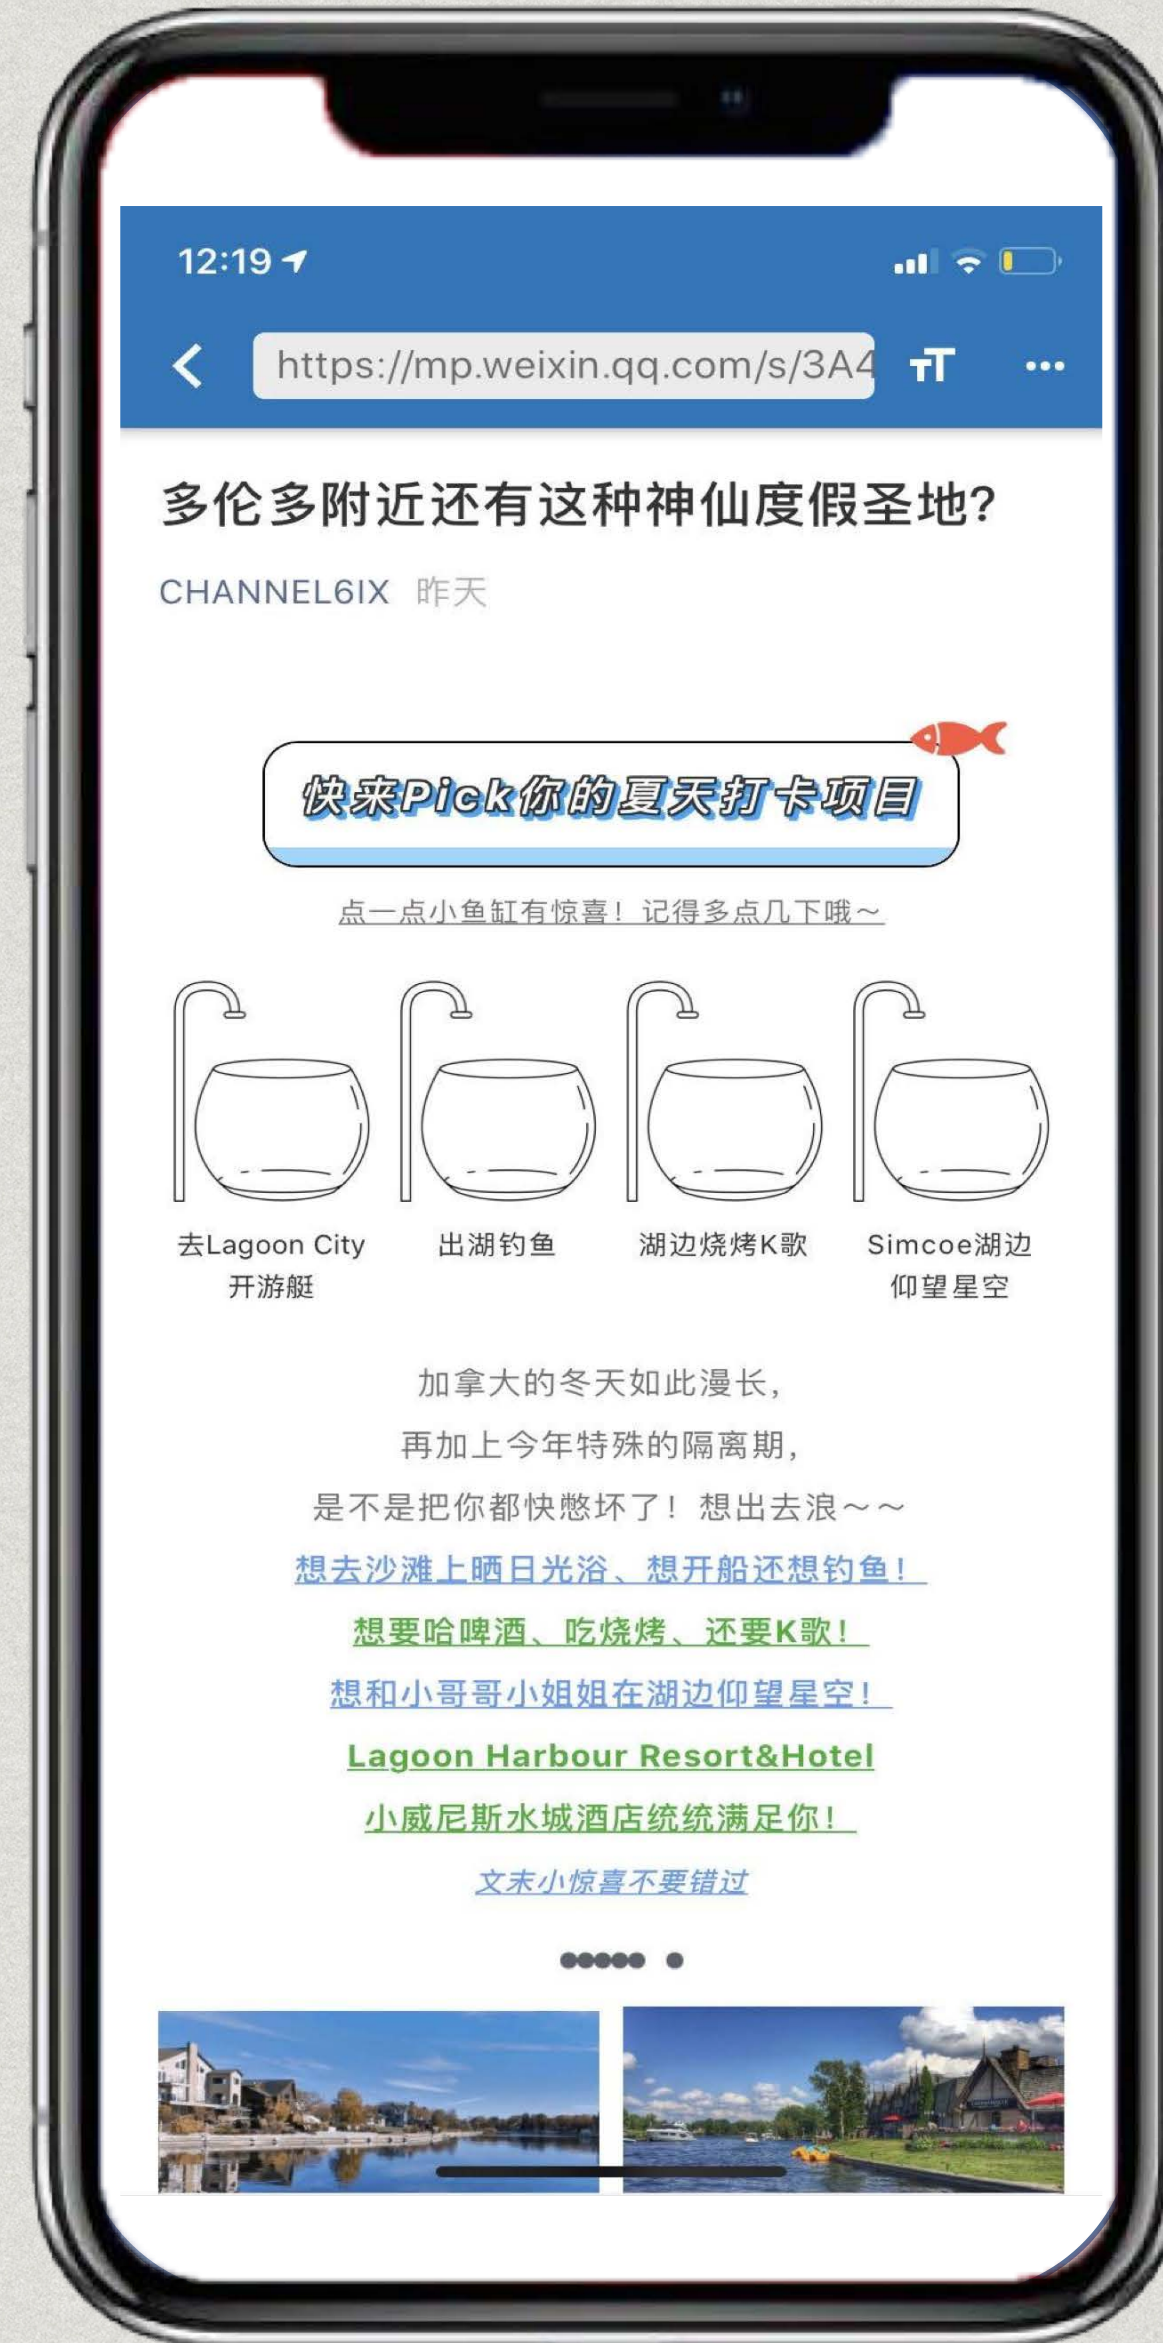 12:19
https://mp.weixin.qq.com/s/3A4
多伦多附近还有这种神仙度假圣地?
CHANNEL6IX 昨天
快来Pick你的夏天打卡项目
点一点小鱼缸有惊喜！记得多点几下哦～
去Lagoon City
开游艇
出湖钓鱼
湖边烧烤K歌
Simcoe湖边
仰望星空
加拿大的冬天如此漫长，
再加上今年特殊的隔离期，
是不是把你都快憋坏了！想出去浪～～
想去沙滩上晒日光浴、想开船还想钓鱼！
想要哈啤酒、吃烧烤、还要K歌！
想和小哥哥小姐姐在湖边仰望星空！
Lagoon Harbour Resort&Hotel
小威尼斯水城酒店统统满足你！
文末小惊喜不要错过